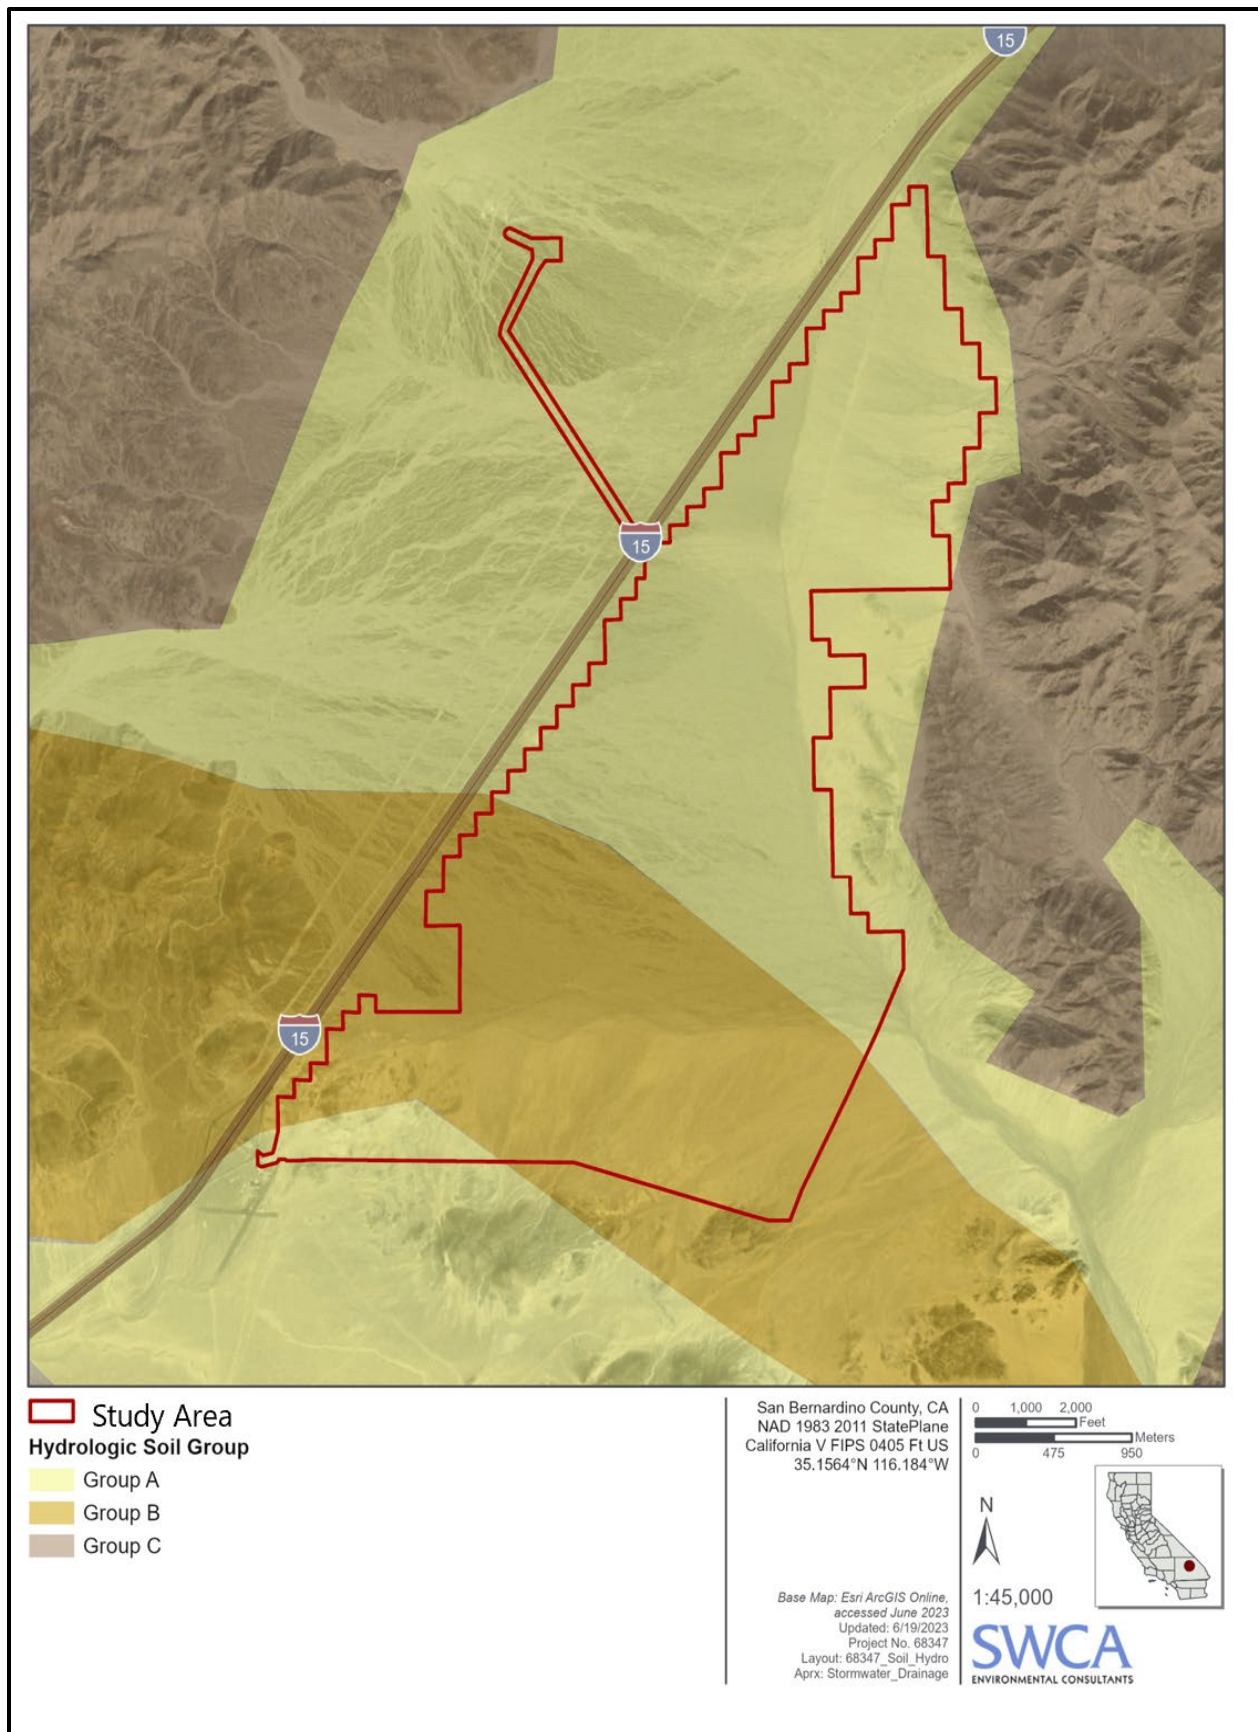 15
15
15
Study Area
Hydrologic Soil Group
Group A
Group B
Group C
San Bernardino County, CA
NAD 1983 2011 StatePlane
California V FIPS 0405 Ft US
35.1564°N 116.184°W
Base Map: Esri ArcGIS Online,
accessed June 2023
Updated: 6/19/2023
Project No. 68347
Layout: 68347_Soil_Hydro
Aprx: Stormwater_Drainage
0 1,000 2,000
Feet
Meters
0 475 950
N
1:45,000
SWCA
ENVIRONMENTAL CONSULTANTS